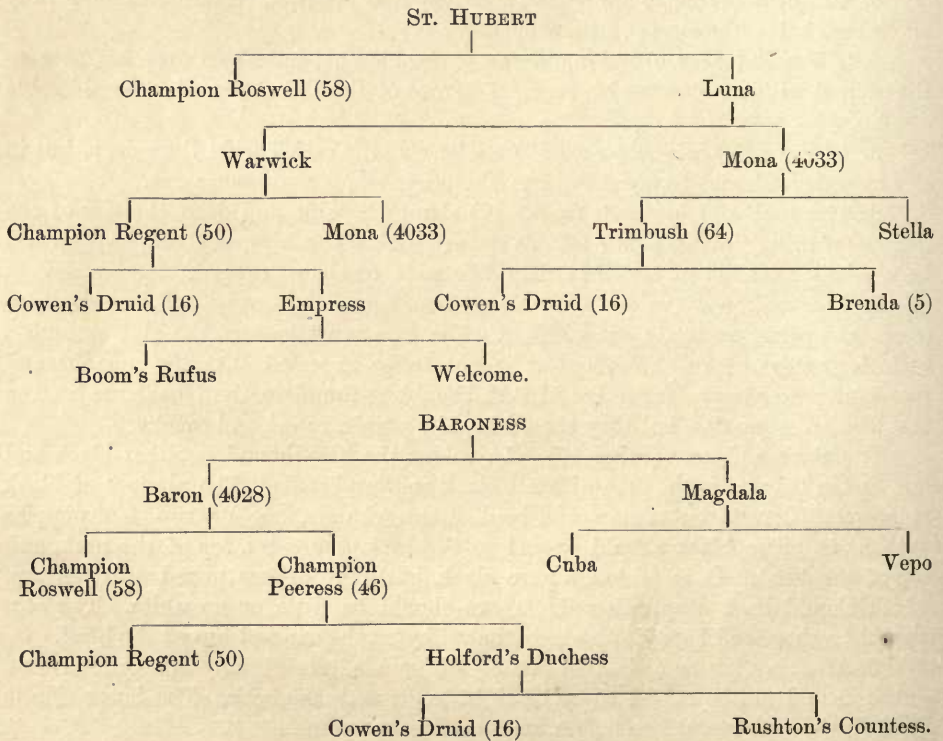 ST. HUBERT
Champion Roswell (58) Luna
Warwick Mona (4033)
Champion Regent (50) Mona (4033) Trimbush (64) Stella
Cowen's Druid (16) Empress Cowen's Druid (16) Brenda (5)
Boom's Rufus Welcome.
BARONESS
Baron (4028) Magdala
Champion Roswell (58) Champion Peeress (46) Cuba Vepo
Champion Regent (50) Holford's Duchess
Cowen's Druid (16) Rushton's Countess.